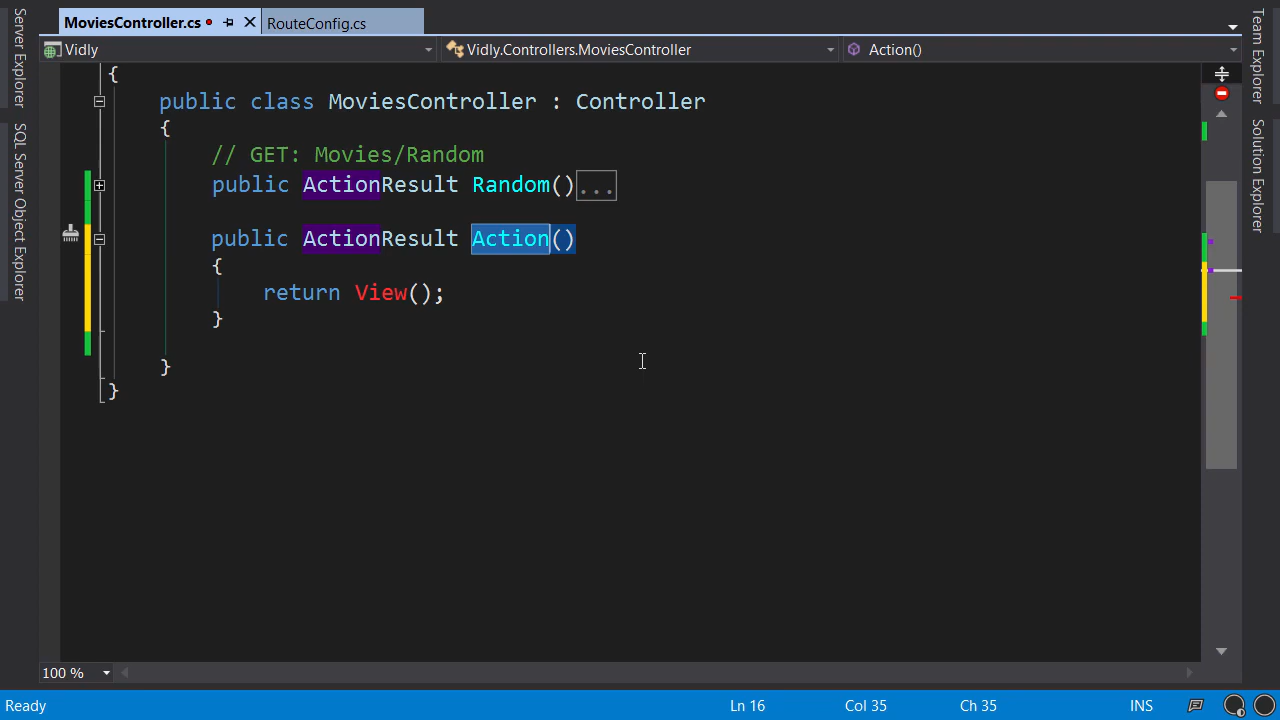 Server Explorer
SQL Server Object Explorer
MoviesController.cs
RouteConfig.cs
Vidly
Vidly.Controllers.MoviesController
Action()
{
public class MoviesController : Controller
{
// GET: Movies/Random
public ActionResult Random()...
public ActionResult Action()
{
return View();
}
}
}
100 %
Ready
Ln 16
Col 35
Ch 35
INS
Team Explorer
Solution Explorer